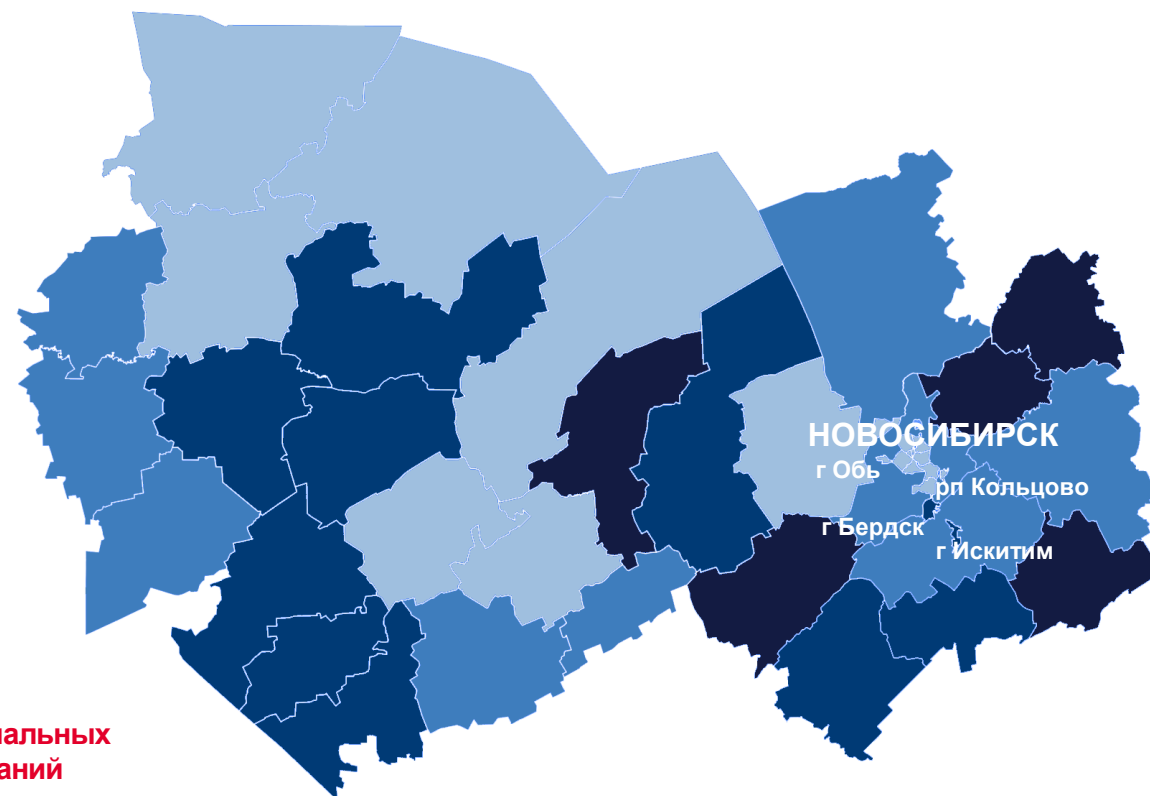 НОВОСИБИРСК
г Обь
рп Кольцово
г Бердск
г Искитим
альных
аний